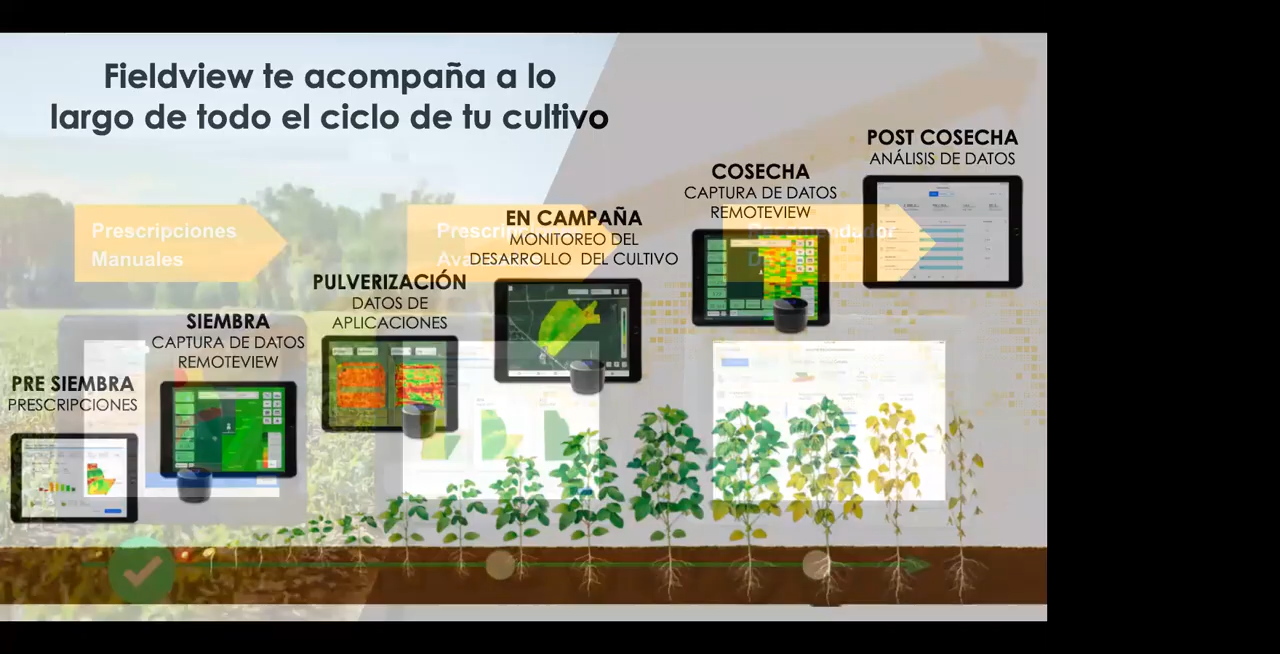 Fieldview te acompaña a lo
largo de todo el ciclo de tu cultivo
POST COSECHA
ANÁLISIS DE DATOS
COSECHA
CAPTURA DE DATOS
REMOTEVIEW
EN CAMPAÑA
MONITOREO DEL
DESARROLLO DEL CULTIVO
PULVERIZACIÓN
DATOS DE
APLICACIONES
SIEMBRA
CAPTURA DE DATOS
REMOTEVIEW
PRE SIEMBRA
PRESCRIPCIONES
Prescripciones
Manuales
Recomendador